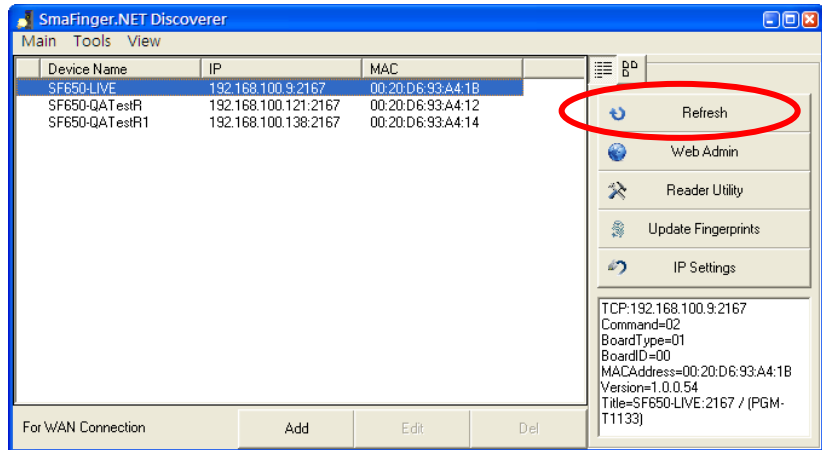 SmaFinger.NET Discoverer
Main Tools View
Device Name IP MAC
SF650-LIVE 192.168.100.9:2167 00:20:D6:93:A4:1B
SF650-QATestR 192.168.100.121:2167 00:20:D6:93:A4:12
SF650-QATestR1 192.168.100.138:2167 00:20:D6:93:A4:14
Refresh
Web Admin
Reader Utility
Update Fingerprints
IP Settings
TCP:192.168.100.9:2167
Command=02
BoardType=01
BoardID=00
MACAddress=00:20:D6:93:A4:1B
Version=1.0.0.54
Title=SF650-LIVE:2167 / (PGM-
T1133)
For WAN Connection Add Edit Del